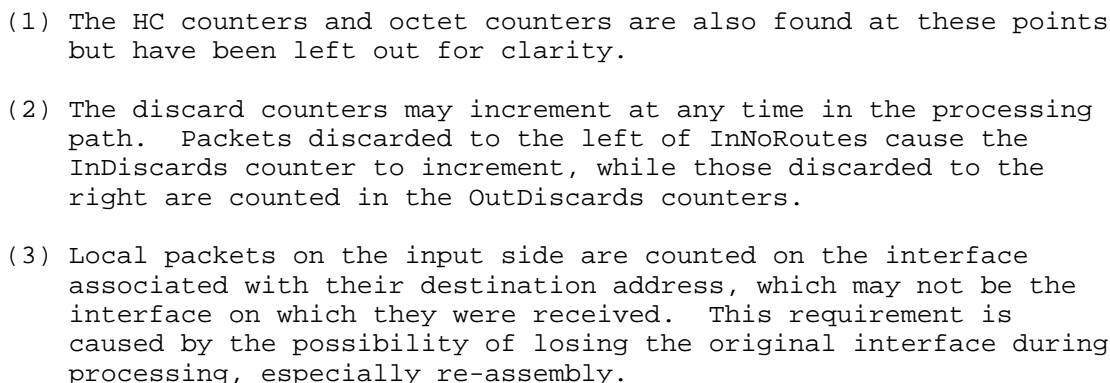 (1) The HC counters and octet counters are also found at these points
but have been left out for clarity.
(2) The discard counters may increment at any time in the processing
path. Packets discarded to the left of InNoRoutes cause the
InDiscards counter to increment, while those discarded to the
right are counted in the OutDiscards counters.
(3) Local packets on the input side are counted on the interface
associated with their destination address, which may not be the
interface on which they were received. This requirement is
caused by the possibility of losing the original interface during
processing, especially re-assembly.